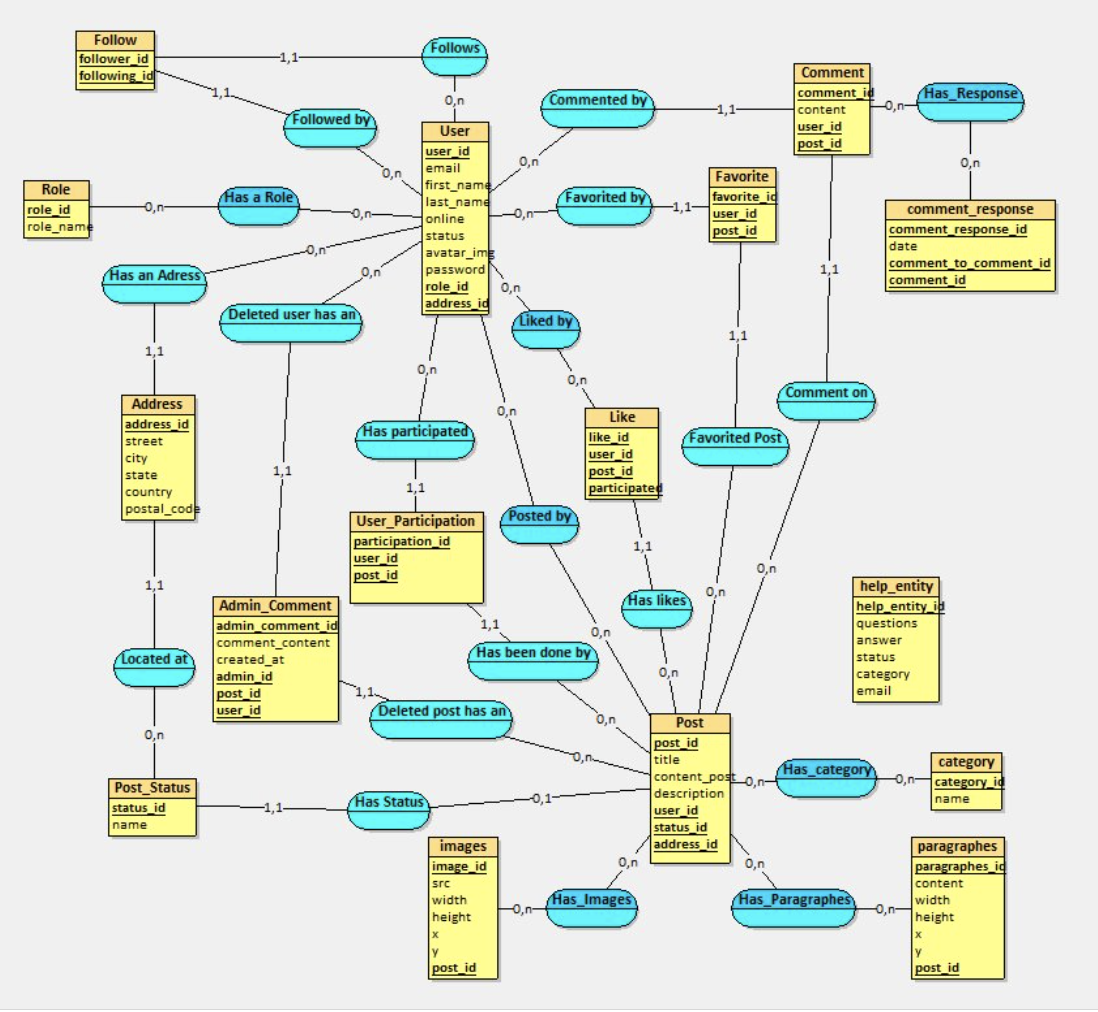 Follow
follower_id
following_id
1,1
Follows
0,n
1,1
Followed by
0,n
User
user_id
email
first_name
last_name
online
status
avatar_img
password
role_id
address_id
Commented by
0,n
1,1
Comment
comment_id
content
user_id
post_id
0,n
Has_Response
0,n
comment_response
comment_response_id
date
comment_to_comment_id
comment_id
Role
role_id
role_name
0,n
Has a Role
0,n
0,n
Favorited by
1,1
Favorite
favorite_id
user_id
post_id
Has an Adress
0,n
1,1
Deleted user has an
0,n
1,1
0,n
Liked by
0,n
Like
like_id
user_id
post_id
participated
1,1
Has likes
0,n
1,1
Favorited Post
0,n
1,1
Comment on
0,n
Address
address_id
street
city
state
country
postal_code
1,1
Located at
0,n
0,n
Has participated
1,1
User_Participation
participation_id
user_id
post_id
1,1
Has been done by
0,n
0,n
Posted by
0,n
Admin_Comment
admin_comment_id
comment_content
created_at
admin_id
post_id
user_id
1,1
Deleted post has an
0,n
help_entity
help_entity_id
questions
answer
status
category
email
Post
post_id
title
content_post
description
user_id
status_id
address_id
Post_Status
status_id
name
1,1
Has Status
0,1
0,n
Has_category
0,n
category
category_id
name
images
image_id
src
width
height
x
y
post_id
0,n
Has_Images
0,n
0,n
Has_Paragraphes
0,n
paragraphes
paragraphes_id
content
width
height
x
y
post_id